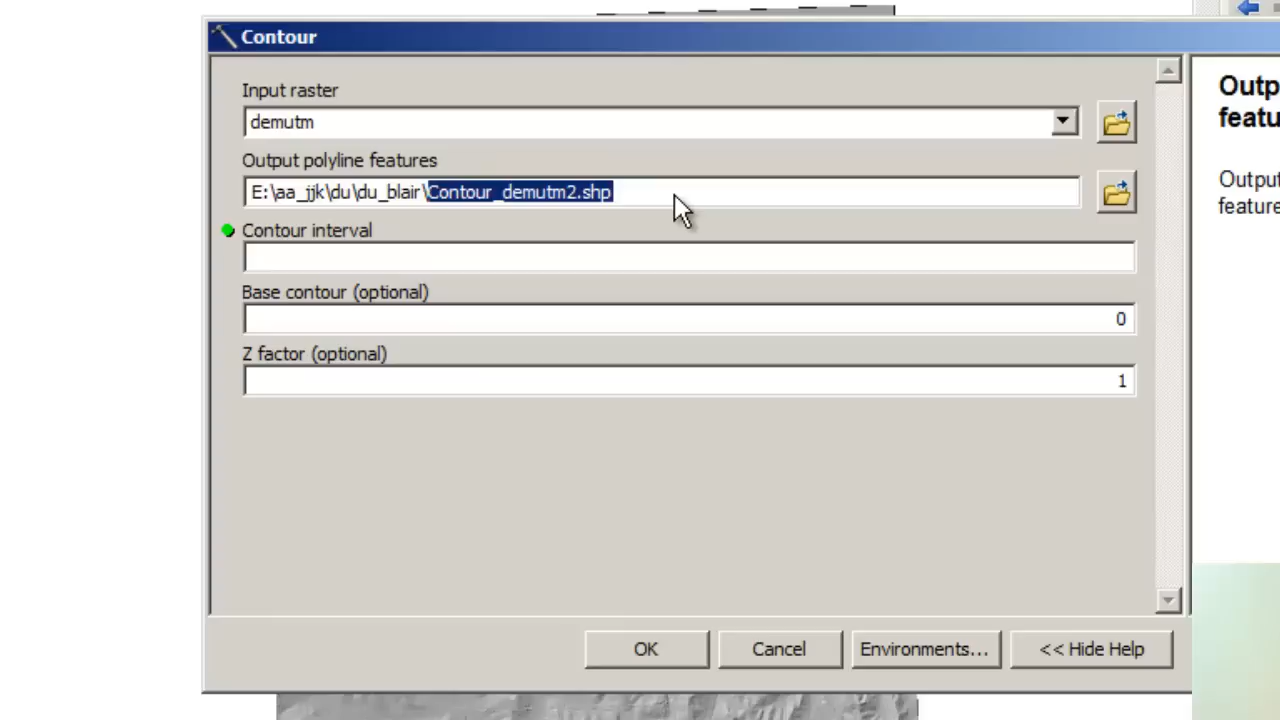 Contour
Input raster
demutm
Output polyline features
E:\aa_jjk\du\du_blair\Contour_demutm2.shp
Contour interval
Base contour (optional)
0
Z factor (optional)
1
OK
Cancel
Environments...
<< Hide Help
Outp
featu
Output
feature